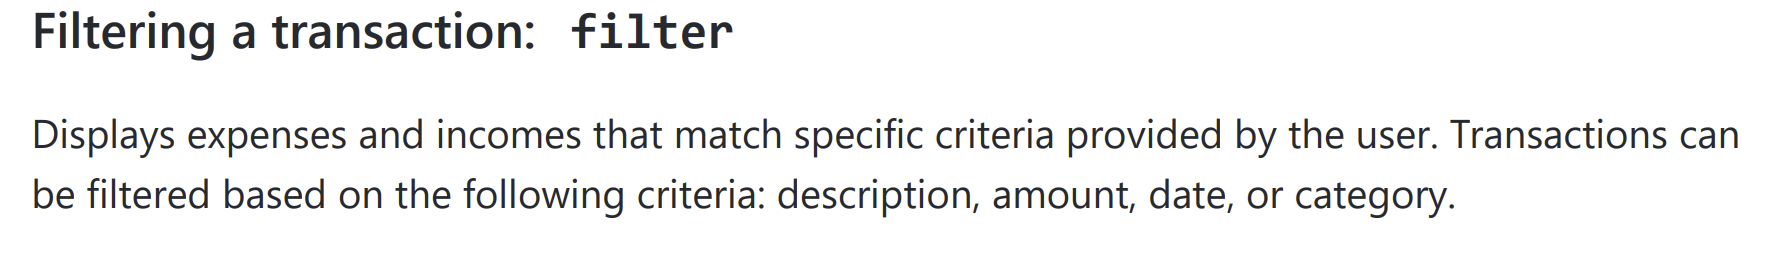 Filtering a transaction: filter
Displays expenses and incomes that match specific criteria provided by the user. Transactions can
be filtered based on the following criteria: description, amount, date, or category.